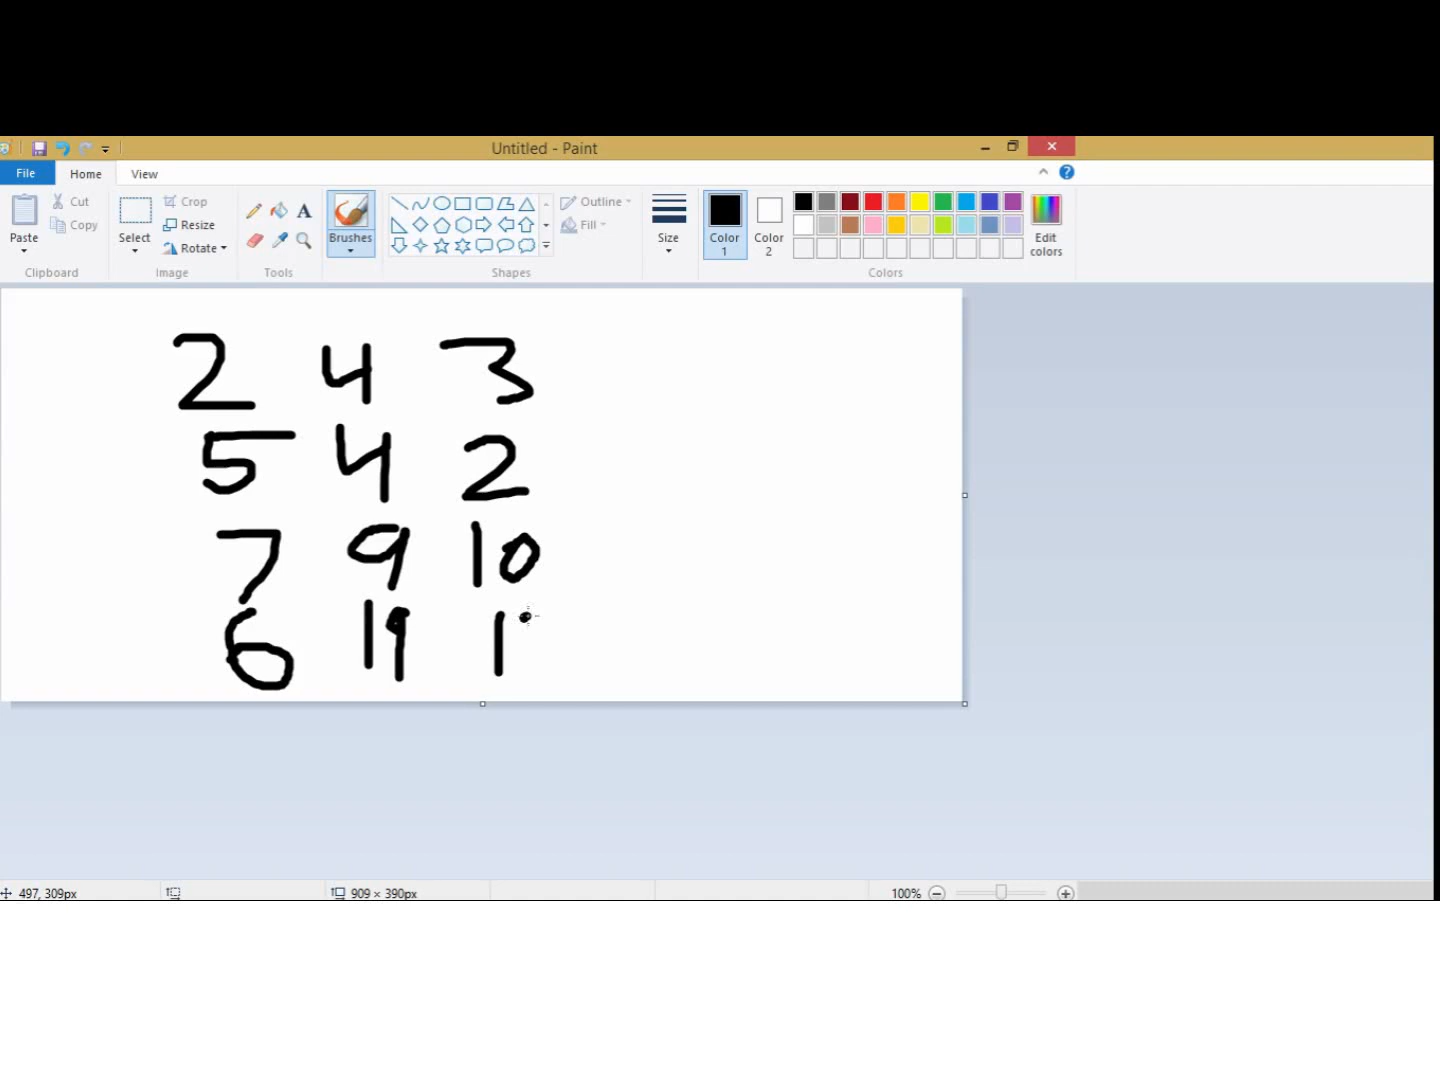 Untitled - Paint
File Home View
Cut Crop Outline
Copy Resize Fill
Paste Select Rotate Brushes Size Color 1 Color 2 Edit colors
Clipboard Image Tools Shapes Colors
2 4 3
5 4 2
7 9 10
6 19 1
497, 309px 909 × 390px 100%